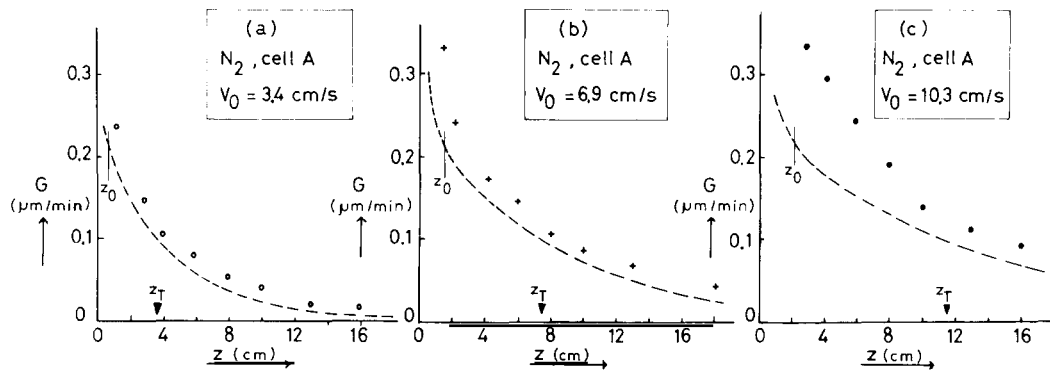 (a)
N2 , cell A
V0 = 3,4 cm/s
0,3
0,2
G
(µm/min)
0,1
0
z0
zT
0 4 8 12 16
z (cm)
(b)
N2 , cell A
V0 = 6,9 cm/s
0,3
0,2
G
(µm/min)
0,1
0
z0
zT
0 4 8 12 16
z (cm)
(c)
N2 , cell A
V0 = 10,3 cm/s
0,3
0,2
G
(µm/min)
0,1
0
z0
zT
0 4 8 12 16
z (cm)